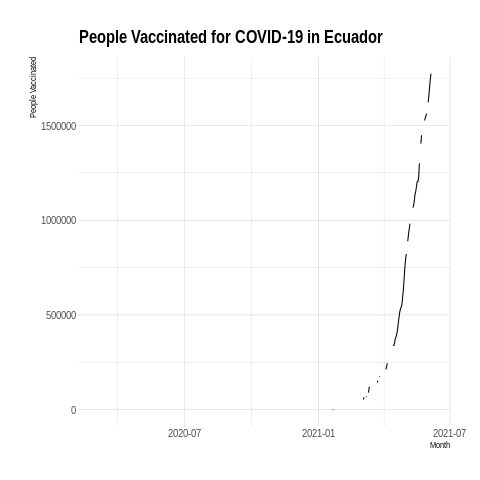 People Vaccinated for COVID-19 in Ecuador
People Vaccinated
1500000
1000000
500000
0
2020-07
2021-01
2021-07
Month